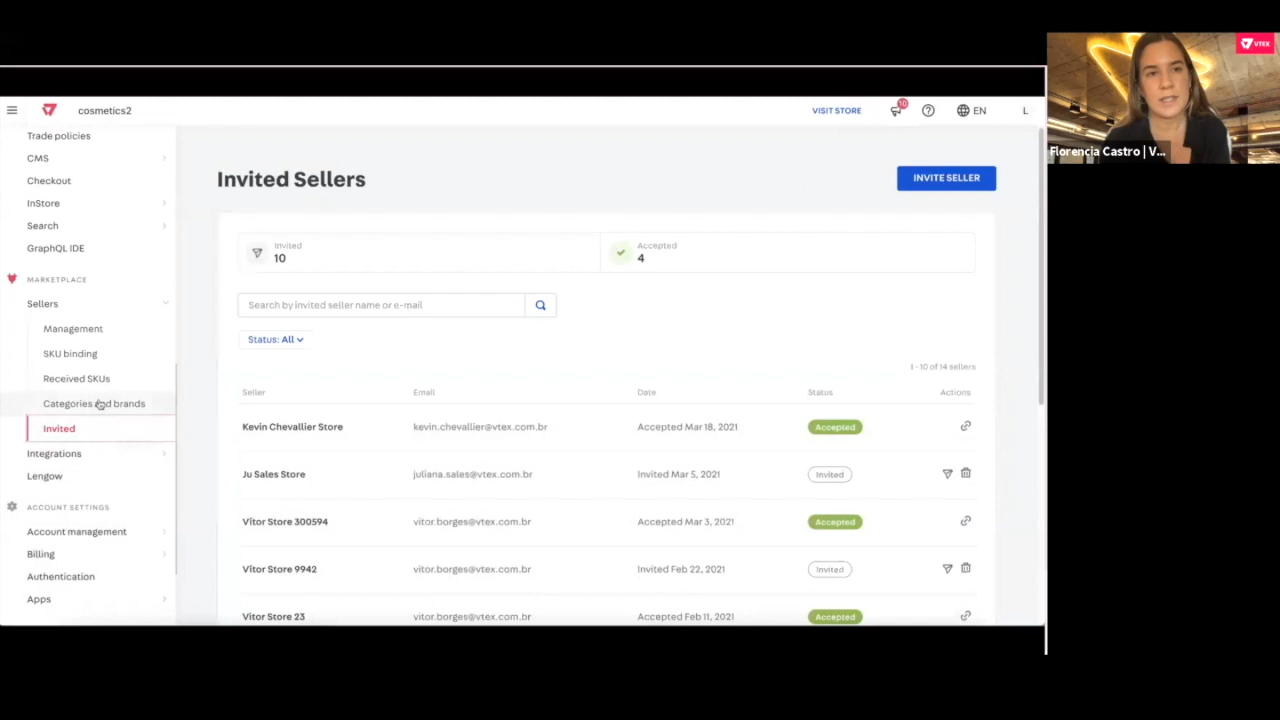 cosmetics2
VISIT STORE
10
EN
L
VTEX
Florencia Castro | V...
Trade policies
CMS
Checkout
InStore
Search
GraphQL IDE
MARKETPLACE
Sellers
Management
SKU binding
Received SKUs
Categories and brands
Invited
Integrations
Lengow
ACCOUNT SETTINGS
Account management
Billing
Authentication
Apps
Invited Sellers
INVITE SELLER
Invited
10
Accepted
4
Search by invited seller name or e-mail
Status: All
1 - 10 of 14 sellers
Seller Email Date Status Actions
Kevin Chevallier Store kevin.chevallier@vtex.com.br Accepted Mar 18, 2021 Accepted
Ju Sales Store juliana.sales@vtex.com.br Invited Mar 5, 2021 Invited
Vitor Store 300594 vitor.borges@vtex.com.br Accepted Mar 3, 2021 Accepted
Vitor Store 9942 vitor.borges@vtex.com.br Invited Feb 22, 2021 Invited
Vitor Store 23 vitor.borges@vtex.com.br Accepted Feb 11, 2021 Accepted